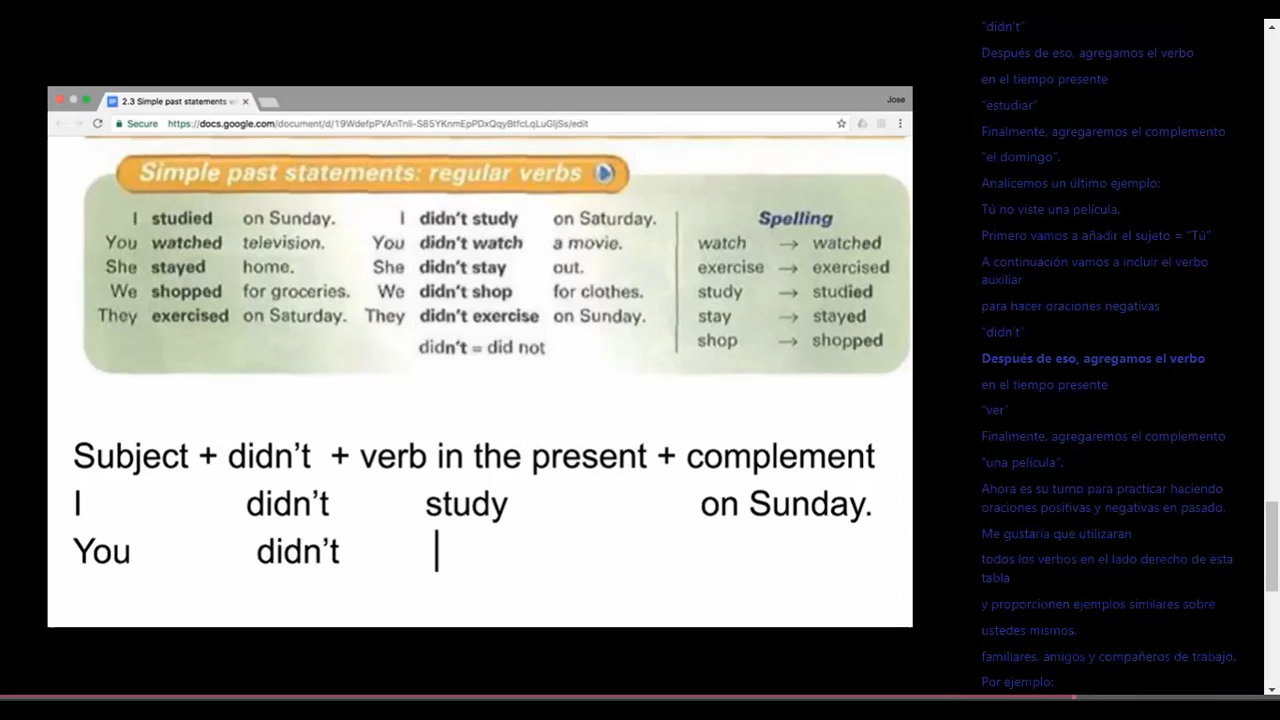 2.3 Simple past statements
Jose
Secure https://docs.google.com/document/d/19WdefpPVAnTnli-S85YKnmEpPDxQqyBtfcLqLuGljSs/edit
Simple past statements: regular verbs
I studied on Sunday. I didn't study on Saturday. Spelling
You watched television. You didn't watch a movie. watch → watched
She stayed home. She didn't stay out. exercise → exercised
We shopped for groceries. We didn't shop for clothes. study → studied
They exercised on Saturday. They didn't exercise on Sunday. stay → stayed
didn't = did not shop → shopped
Subject + didn't + verb in the present + complement
I didn't study on Sunday.
You didn't
"didn't"
Después de eso, agregamos el verbo
en el tiempo presente
"estudiar"
Finalmente, agregaremos el complemento
"el domingo".
Analicemos un último ejemplo:
Tú no viste una película.
Primero vamos a añadir el sujeto = "Tú"
A continuación vamos a incluir el verbo
auxiliar
para hacer oraciones negativas
"didn't"
Después de eso, agregamos el verbo
en el tiempo presente
"ver"
Finalmente, agregaremos el complemento
"una película".
Ahora es su turno para practicar haciendo
oraciones positivas y negativas en pasado.
Me gustaría que utilizaran
todos los verbos en el lado derecho de esta
tabla
y proporcionen ejemplos similares sobre
ustedes mismos,
familiares, amigos y compañeros de trabajo.
Por ejemplo: